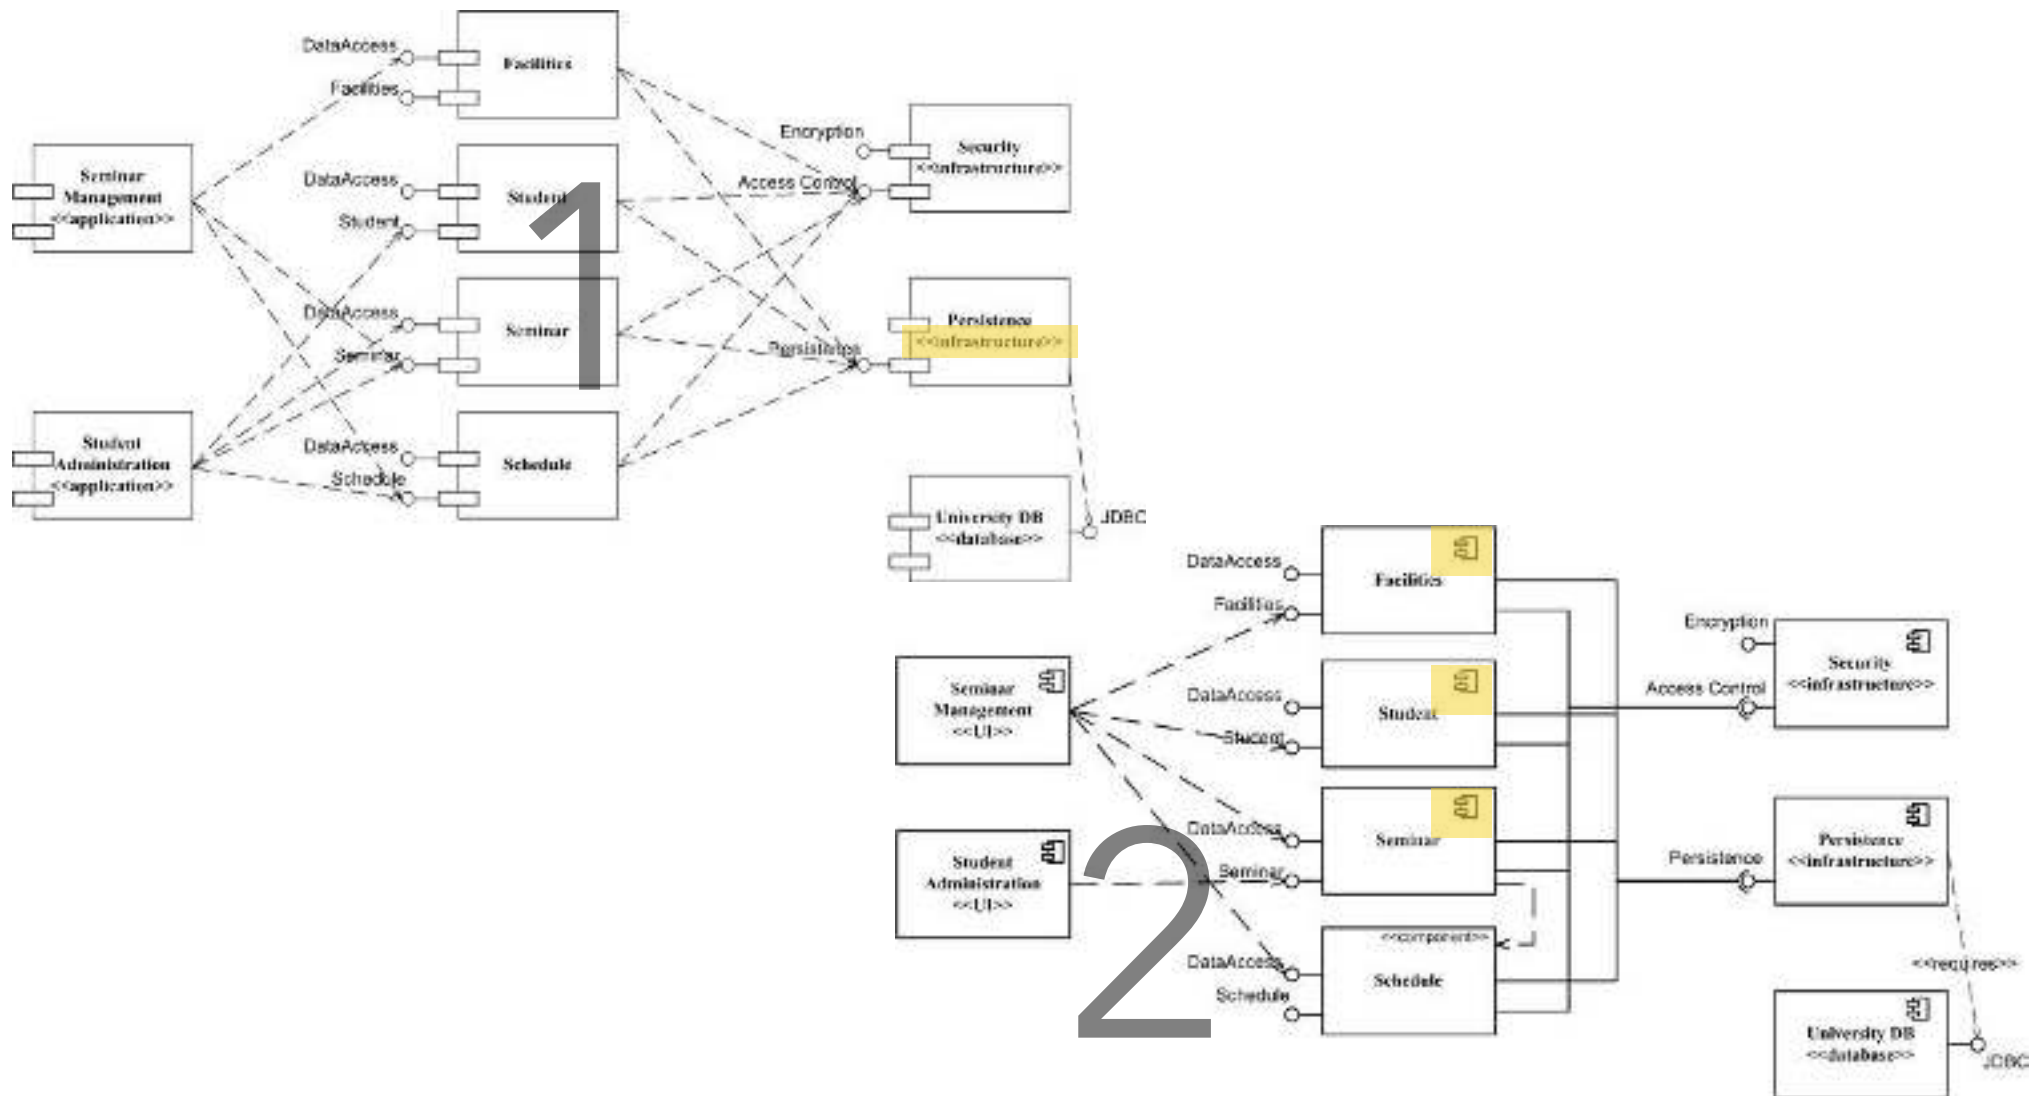 DataAccess
Facilities
Facilities
Encryption
Security
<<infrastructure>>
Access Control
Seminar
Management
<<application>>
DataAccess
Student
Student
1
DataAccess
Seminar
Seminar
Persistence
Persistence
<<infrastructure>>
Student
Administration
<<application>>
DataAccess
Schedule
Schedule
University DB
<<database>>
JDBC
DataAccess
Facilities
Facilities
Encryption
Security
<<infrastructure>>
Access Control
Seminar
Management
<<UI>>
DataAccess
Student
Student
DataAccess
Seminar
Seminar
Persistence
Persistence
<<infrastructure>>
Student
Administration
<<UI>>
2
<<component>>
DataAccess
Schedule
Schedule
<<requires>>
University DB
<<database>>
JDBC